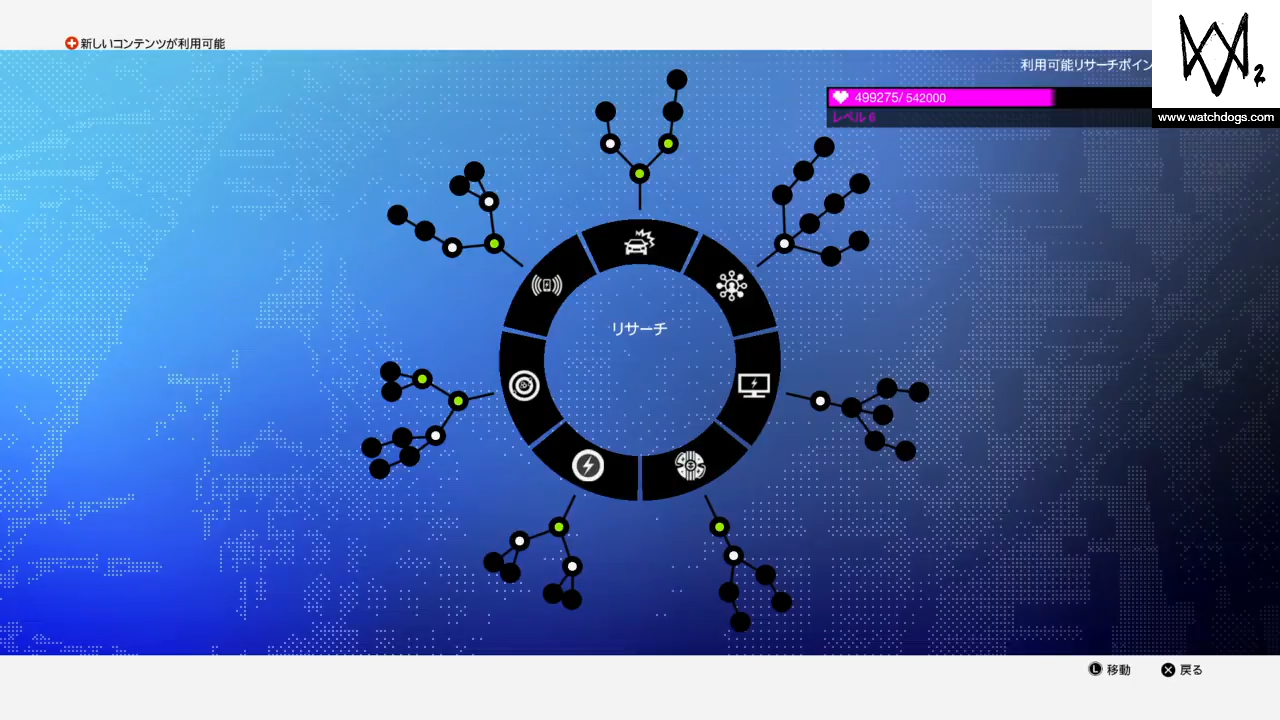 新しいコンテンツが利用可能
利用可能リサーチポイン
2
www.watchdogs.com
499275/ 542000
レベル 6
リサーチ
L 移動
X 戻る